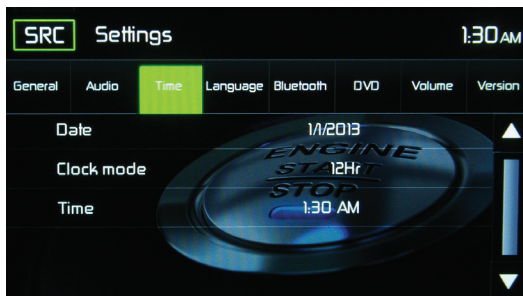 SRC Settings 1:30 AM
General Audio Time Language Bluetooth DVD Volume Version
Date 1/1/2013
Clock mode 12Hr
Time 1:30 AM
ENGINE
START
STOP